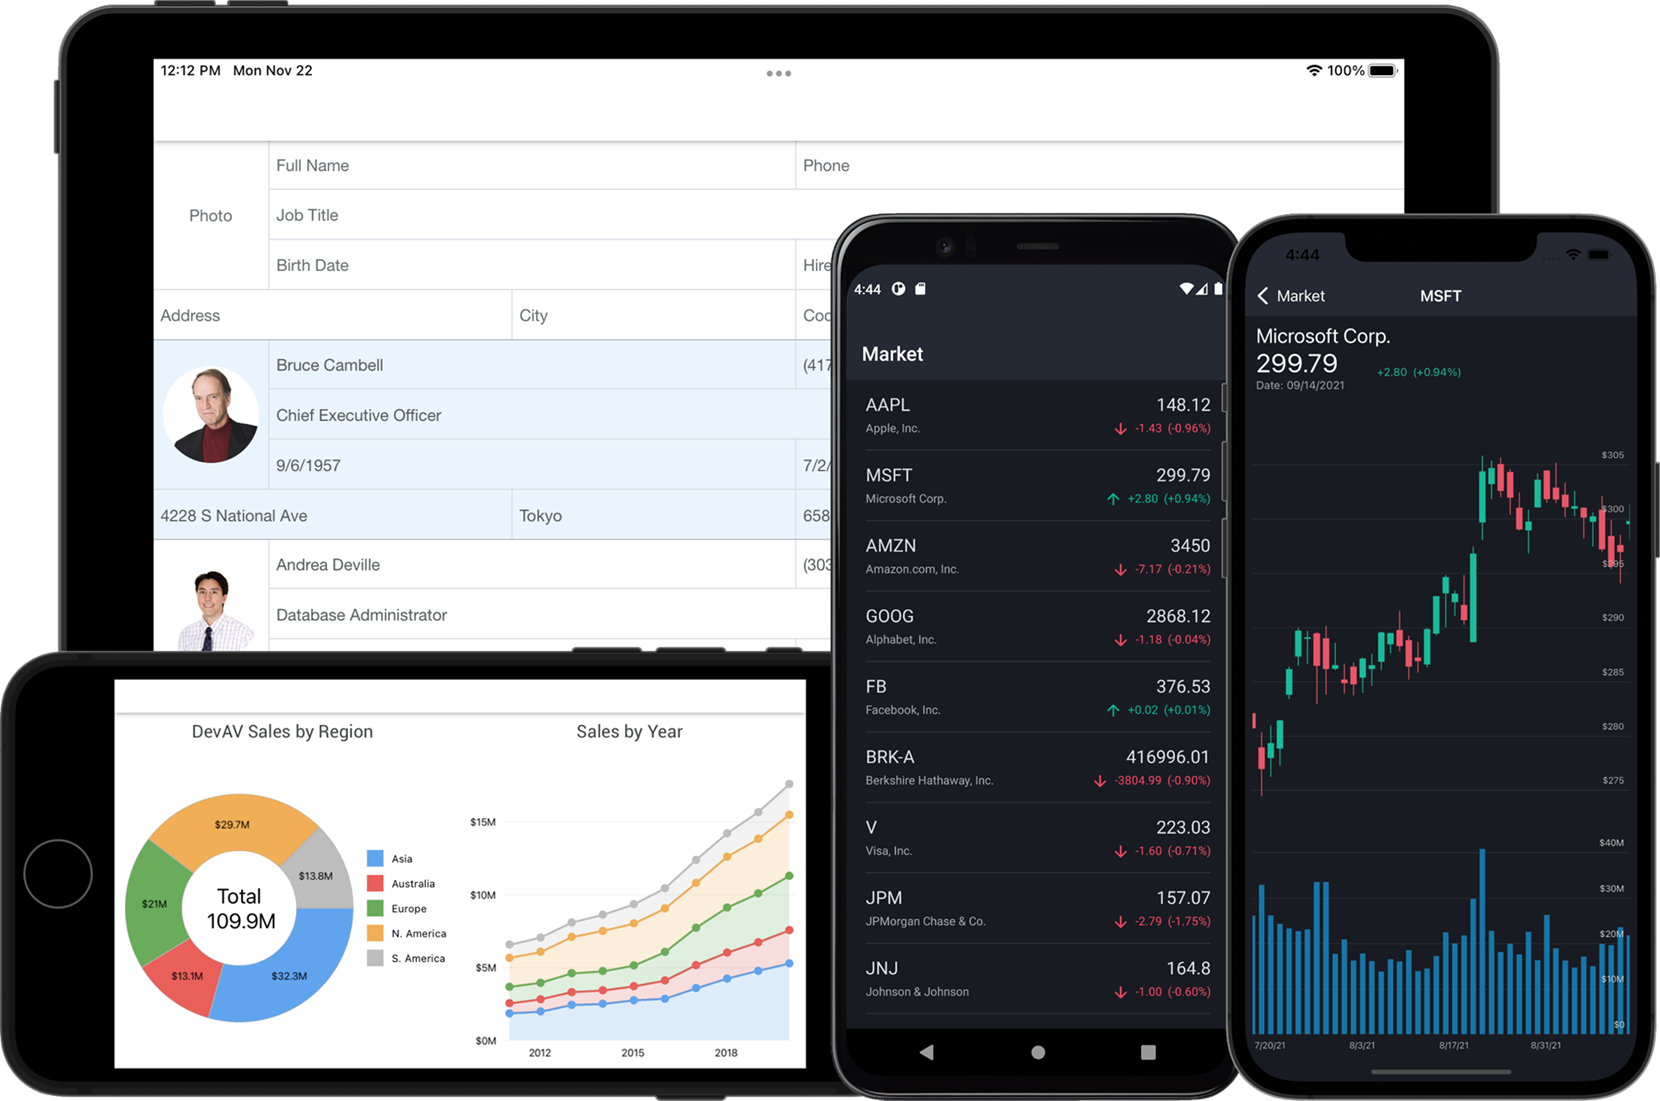 12:12 PM Mon Nov 22
100%
Full Name
Phone
Photo
Job Title
Birth Date
Hire
Address
City
Coc
Bruce Cambell
(417
Chief Executive Officer
9/6/1957
7/2/
4228 S National Ave
Tokyo
658
Andrea Deville
(303
Database Administrator
DevAV Sales by Region
$29.7M
$13.8M
$21M
Total
109.9M
$13.1M
$32.3M
Asia
Australia
Europe
N. America
S. America
Sales by Year
$15M
$10M
$5M
$0M
2012
2015
2018
4:44
Market
AAPL
148.12
Apple, Inc.
-1.43 (-0.96%)
MSFT
299.79
Microsoft Corp.
+2.80 (+0.94%)
AMZN
3450
Amazon.com, Inc.
-7.17 (-0.21%)
GOOG
2868.12
Alphabet, Inc.
-1.18 (-0.04%)
FB
376.53
Facebook, Inc.
+0.02 (+0.01%)
BRK-A
416996.01
Berkshire Hathaway, Inc.
-3804.99 (-0.90%)
V
223.03
Visa, Inc.
-1.60 (-0.71%)
JPM
157.07
JPMorgan Chase & Co.
-2.79 (-1.75%)
JNJ
164.8
Johnson & Johnson
-1.00 (-0.60%)
4:44
Market
MSFT
Microsoft Corp.
299.79
+2.80 (+0.94%)
Date: 09/14/2021
$305
$300
$295
$290
$285
$280
$275
$40M
$30M
$20M
$10M
$0
7/20/21
8/3/21
8/17/21
8/31/21